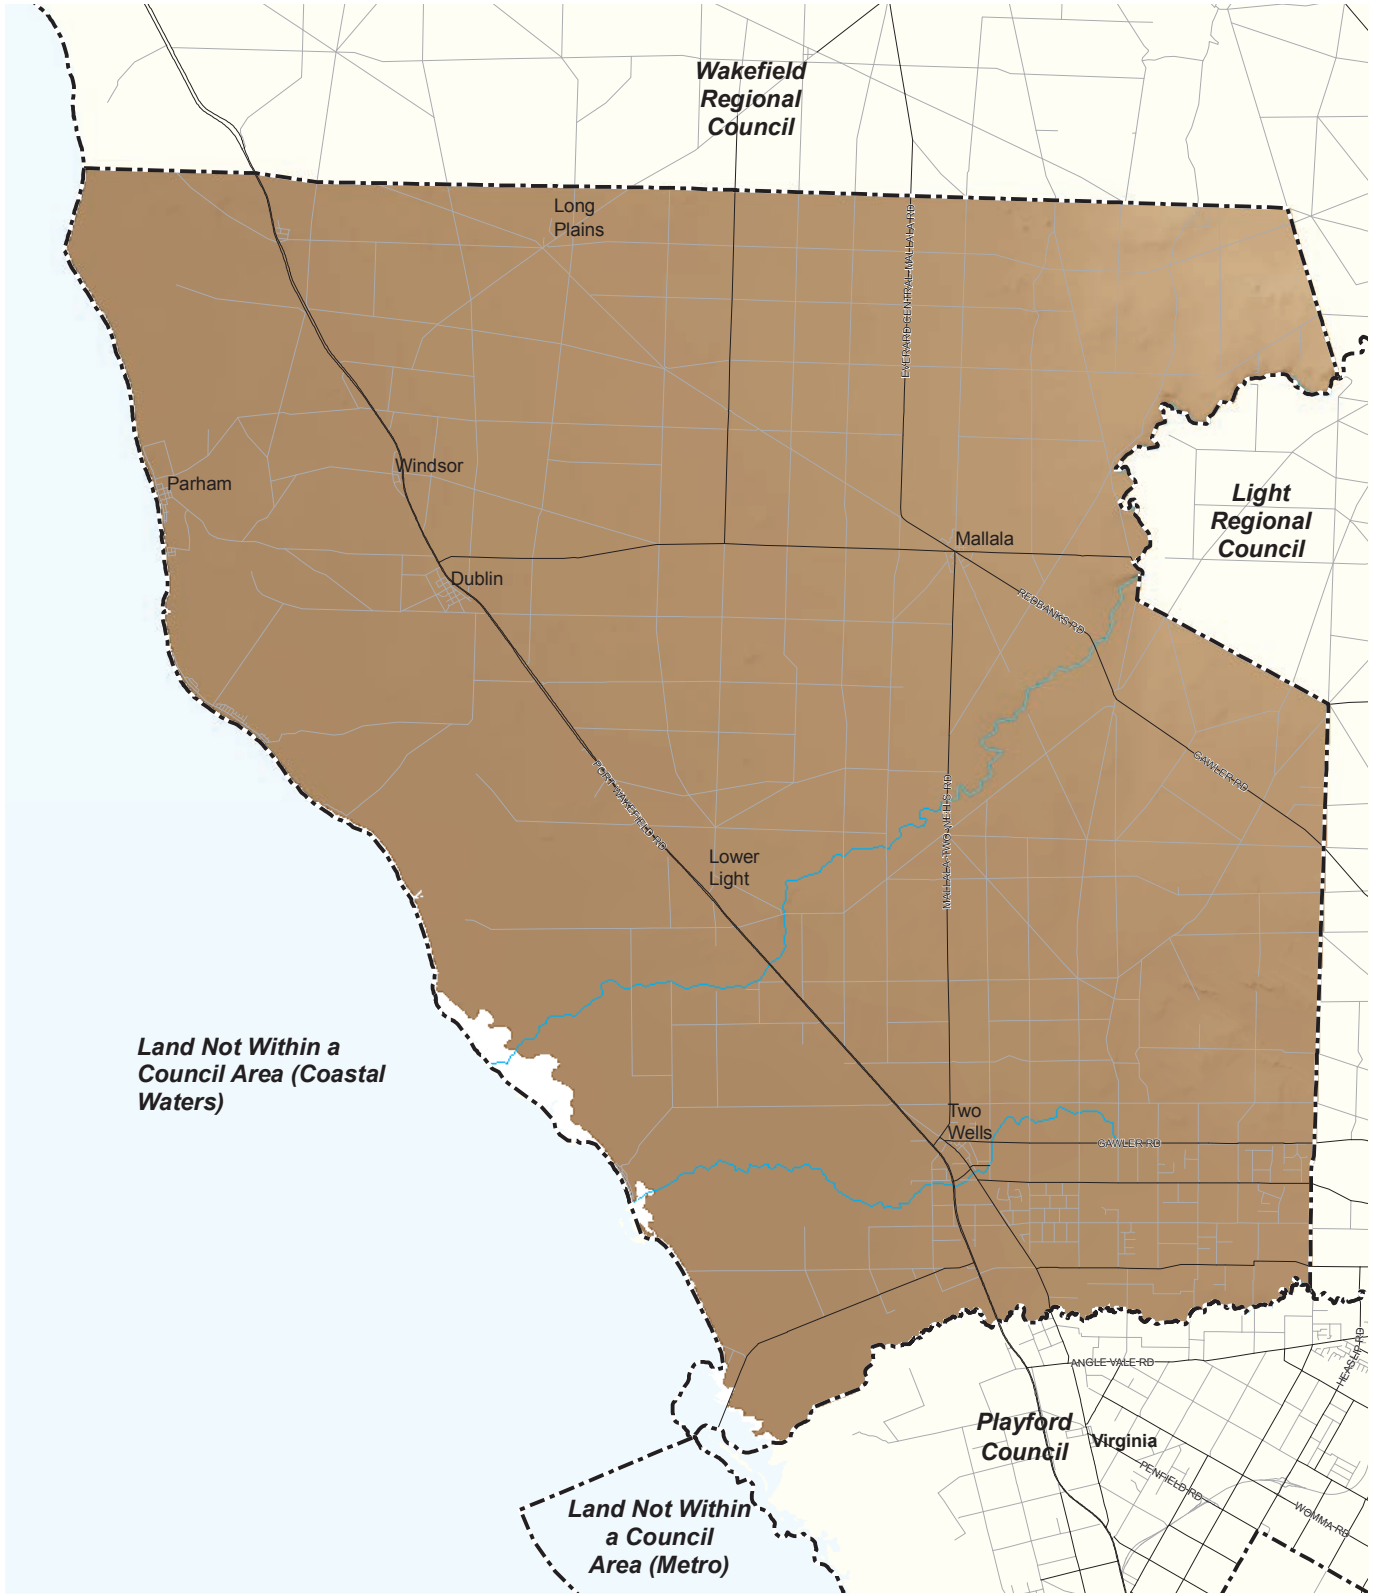 Wakefield
Regional
Council
Long
Plains
EVERARD CENTRAL-MALLALA RD
Windsor
Parham
Light
Regional
Council
Mallala
Dublin
REDBANKS RD
GAWLER RD
PORT WAKEFIELD RD
MALLALA-TWO WELLS RD
Lower
Light
Land Not Within a
Council Area (Coastal
Waters)
Two
Wells
GAWLER RD
HEASLIP RD
ANGLE VALE RD
Playford
Council
Virginia
PENFIELD RD
WOMMA RD
Land Not Within
a Council
Area (Metro)